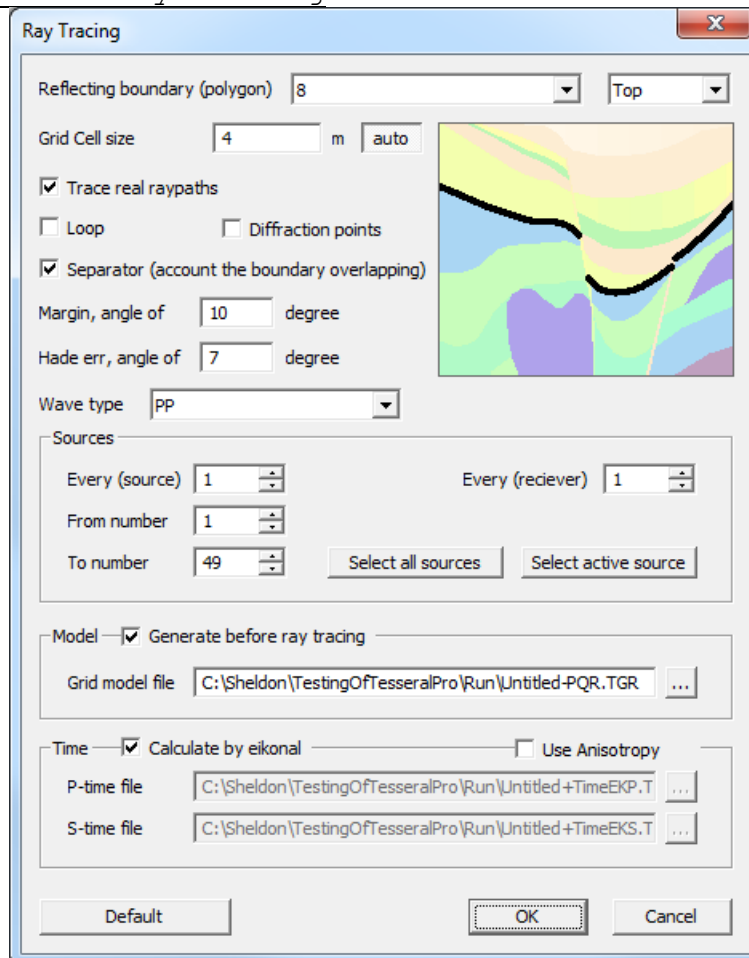 Ray Tracing
Reflecting boundary (polygon) 8 Top
Grid Cell size 4 m auto
Trace real raypaths
Loop Diffraction points
Separator (account the boundary overlapping)
Margin, angle of 10 degree
Hade err, angle of 7 degree
Wave type PP
Sources
Every (source) 1 Every (reciever) 1
From number 1
To number 49 Select all sources Select active source
Model Generate before ray tracing
Grid model file C:\Sheldon\TestingOfTesseralPro\Run\Untitled-PQR.TGR ...
Time Calculate by eikonal Use Anisotropy
P-time file C:\Sheldon\TestingOfTesseralPro\Run\Untitled+TimeEKP.T ...
S-time file C:\Sheldon\TestingOfTesseralPro\Run\Untitled+TimeEKS.T ...
Default OK Cancel